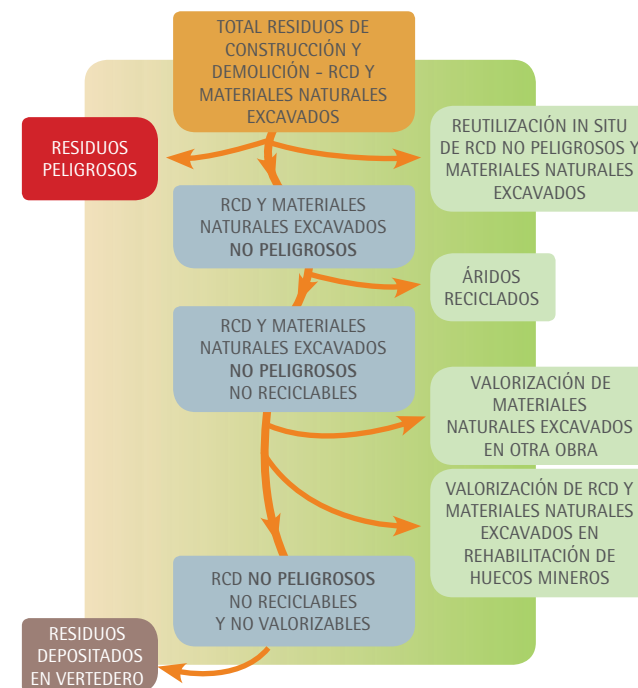 TOTAL RESIDUOS DE
CONSTRUCCIÓN Y
DEMOLICIÓN - RCD Y
MATERIALES NATURALES
EXCAVADOS
RESIDUOS
PELIGROSOS
REUTILIZACIÓN IN SITU
DE RCD NO PELIGROSOS Y
MATERIALES NATURALES
EXCAVADOS
RCD Y MATERIALES
NATURALES EXCAVADOS
NO PELIGROSOS
ÁRIDOS
RECICLADOS
RCD Y MATERIALES
NATURALES EXCAVADOS
NO PELIGROSOS
NO RECICLABLES
VALORIZACIÓN DE
MATERIALES
NATURALES EXCAVADOS
EN OTRA OBRA
VALORIZACIÓN DE RCD Y
MATERIALES NATURALES
EXCAVADOS EN
REHABILITACIÓN DE
HUECOS MINEROS
RCD NO PELIGROSOS
NO RECICLABLES
Y NO VALORIZABLES
RESIDUOS
DEPOSITADOS
EN VERTEDERO